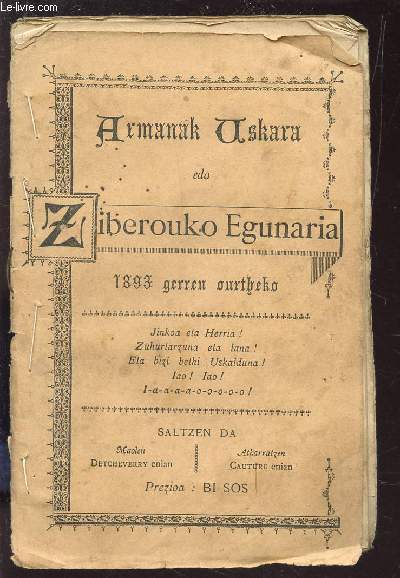 Le-livre.com
Armanak Uskara
edo
Ziberouko Egunaria
1893 gerren ourtheko
Jinkoa eta Herria!
Zuhurtarzuna eta lana!
Eta bizi bethi Uskalduna!
Iao! Iao!
I-a-a-a-a-o-o-o-o-o!
SALTZEN DA
Maulen Atharratzen
DETCHEVERRY enian CAUTURE enian
Prezioa : BI SOS